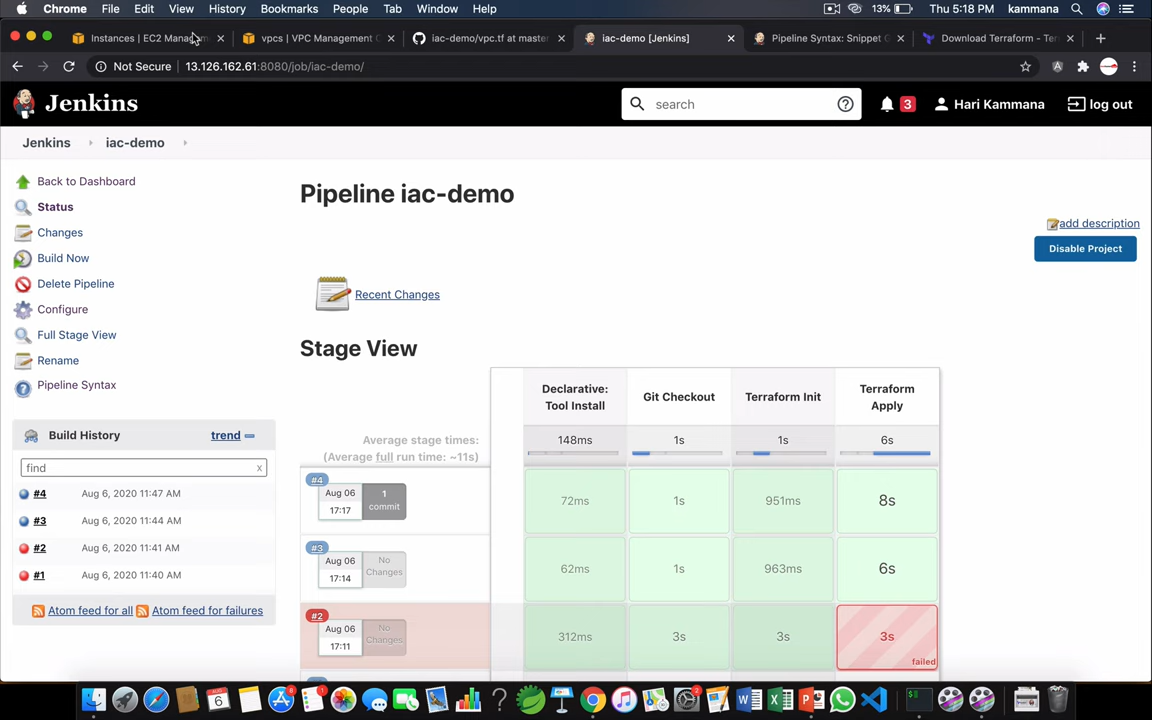 Chrome File Edit View History Bookmarks People Tab Window Help 13% Thu 5:18 PM kammana
Instances | EC2 Manag vpcs | VPC Management C iac-demo/vpc.tf at master iac-demo [Jenkins] Pipeline Syntax: Snippet G Download Terraform - Ter
Not Secure 13.126.162.61:8080/job/iac-demo/
Jenkins search 3 Hari Kammana log out
Jenkins iac-demo
Back to Dashboard
Status
Changes
Build Now
Delete Pipeline
Configure
Full Stage View
Rename
Pipeline Syntax
Build History trend
find x
#4 Aug 6, 2020 11:47 AM
#3 Aug 6, 2020 11:44 AM
#2 Aug 6, 2020 11:41 AM
#1 Aug 6, 2020 11:40 AM
Atom feed for all Atom feed for failures
Pipeline iac-demo
add description
Disable Project
Recent Changes
Stage View
Declarative: Tool Install Git Checkout Terraform Init Terraform Apply
Average stage times: 148ms 1s 1s 6s
(Average full run time: ~11s)
#4
Aug 06 17:17 1 commit 72ms 1s 951ms 8s
#3
Aug 06 17:14 No Changes 62ms 1s 963ms 6s
#2
Aug 06 17:11 No Changes 312ms 3s 3s 3s
failed